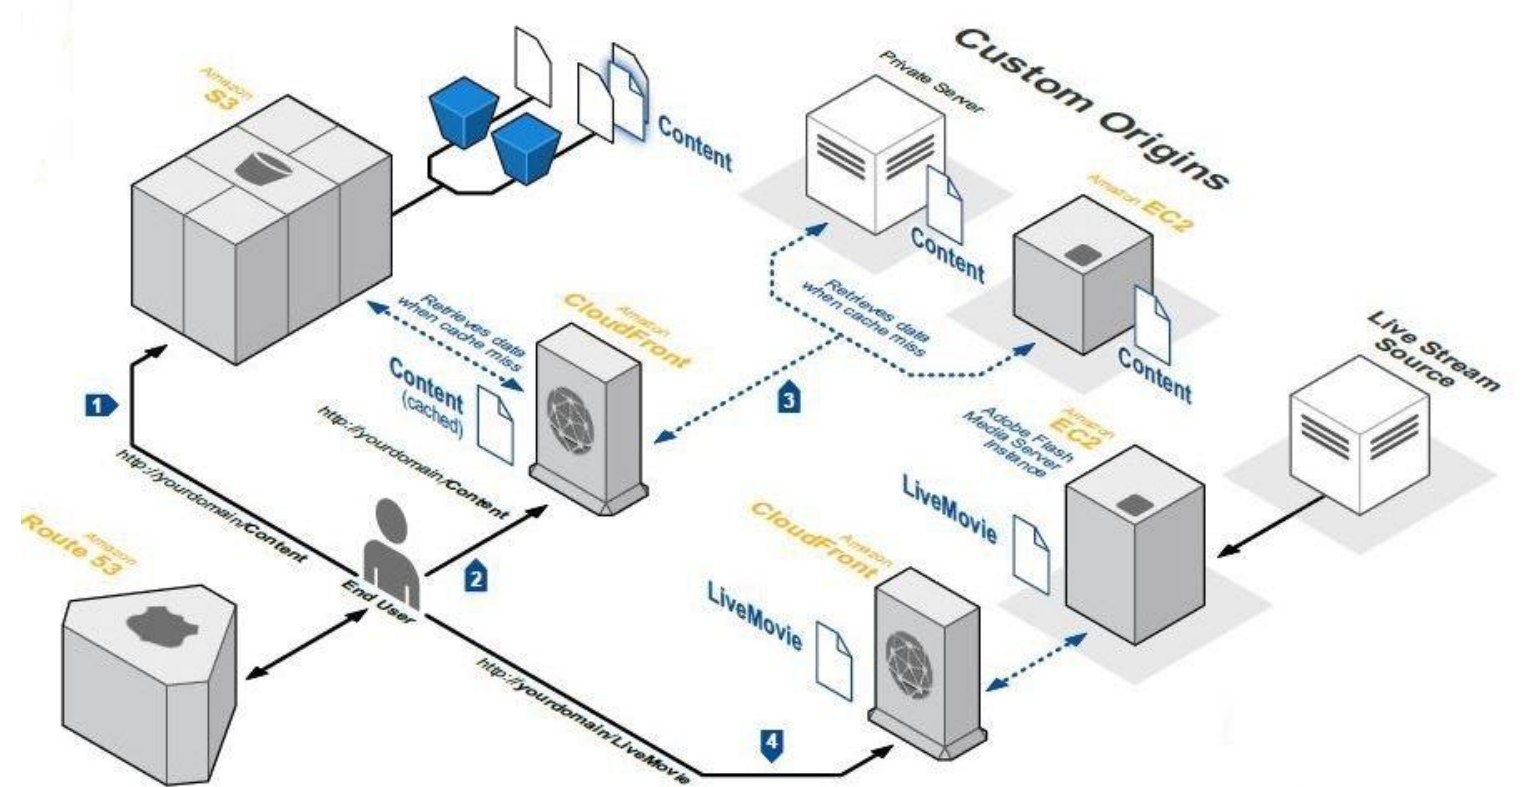 Amazon
S3
Content
Private Server
Custom Origins
Content
Amazon EC2
Content
Retrieves data
when cache miss
Retrieves data
when cache miss
Amazon
CloudFront
Content
(cached)
1
http://yourdomain/Content
http://yourdomain/Content
2
3
Live Stream
Source
Amazon
EC2
Adobe Flash
Media Server
Instance
LiveMovie
Amazon
CloudFront
LiveMovie
Amazon
Route 53
End User
http://yourdomain/LiveMovie
4